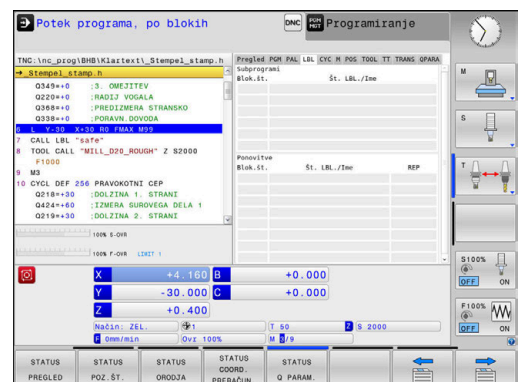 Potek programa, po blokih
DNC
PGM MGT
Programiranje
TNC:\nc_prog\BHB\Klartext\_Stempel_stamp.h
→_Stempel_stamp.h
Q349=+0 ;3. OMEJITEV
Q220=+0 ;RADIJ VOGALA
Q368=+0 ;PREDIZMERA STRANSKO
Q338=+0 ;PORAVN.DOVODA
6 L Y-30 X+30 R0 FMAX M99
7 CALL LBL "safe"
8 TOOL CALL "MILL_D20_ROUGH" Z S2000
F1000
9 M3
10 CYCL DEF 256 PRAVOKOTNI CEP
Q218=+30 ;DOLZINA 1. STRANI
Q424=+60 ;IZMERA SUROVEGA DELA 1
Q219=+30 ;DOLZINA 2. STRANI
100% S-OVR
100% F-OVR LIMIT 1
Pregled PGM PAL LBL CYC M POS TOOL TT TRANS QPARA
Subprogrami
Blok.št. Št. LBL./Ime
Ponovitve
Blok.št. Št. LBL./Ime REP
X +4.160 B +0.000
Y -30.000 C +0.000
Z +0.400
Način: ŽEL. 1 T 50 Z S 2000
F 0mm/min Ovr 100% M 5/9
M
S
T
S100%
OFF ON
F100%
OFF ON
STATUS PREGLED
STATUS POZ.ŠT.
STATUS ORODJA
STATUS COORD. PRERAČUN.
STATUS Q PARAM.